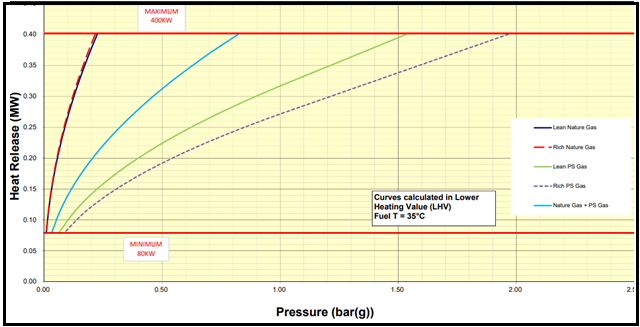 MAXIMUM
400KW
0.40
0.35
0.30
0.25
0.20
0.15
0.10
0.05
0.00
Heat Release (MW)
Lean Nature Gas
Rich Nature Gas
Lean PS Gas
Rich PS Gas
Nature Gas + PS Gas
Curves calculated in Lower
Heating Value (LHV)
Fuel T = 35°C
MINIMUM
80KW
0.00 0.50 1.00 1.50 2.00
Pressure (bar(g))